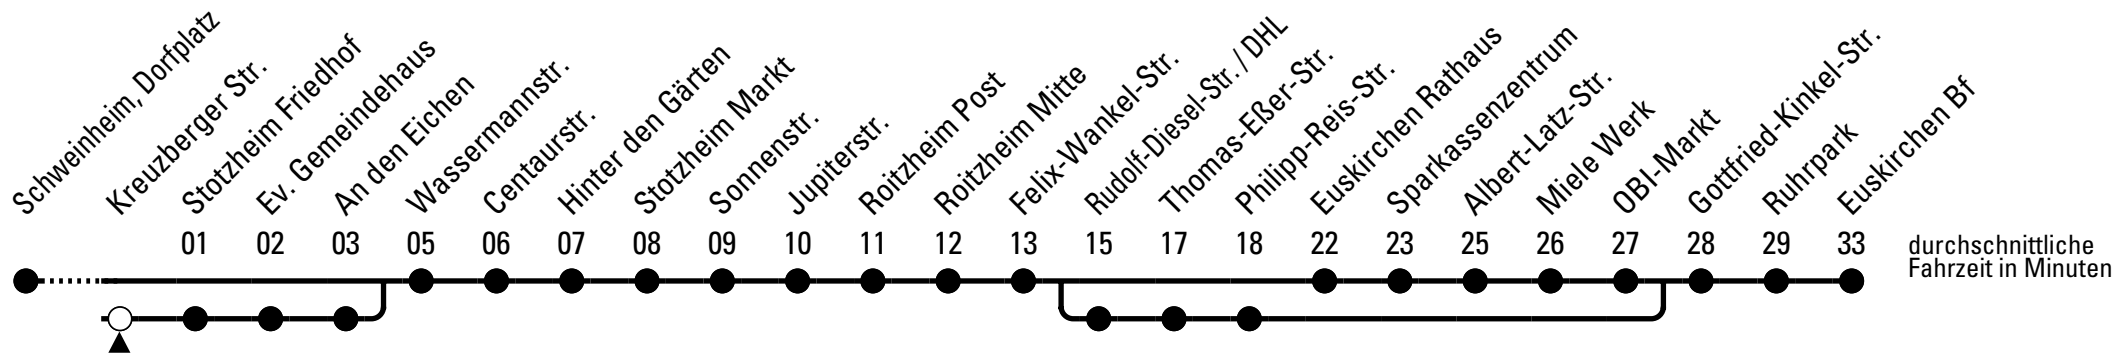 Schweinheim, Dorfplatz
Kreuzberger Str.
Stotzheim Friedhof
Ev. Gemeindehaus
An den Eichen
Wassermannstr.
Centaurstr.
Hinter den Gärten
Stotzheim Markt
Sonnenstr.
Jupiterstr.
Roitzheim Post
Roitzheim Mitte
Felix-Wankel-Str.
Rudolf-Diesel-Str. / DHL
Thomas-Eßer-Str.
Philipp-Reis-Str.
Euskirchen Rathaus
Sparkassenzentrum
Albert-Latz-Str.
Miele Werk
OBI-Markt
Gottfried-Kinkel-Str.
Ruhrpark
Euskirchen Bf
01 02 03 05 06 07 08 09 10 11 12 13 15 17 18 22 23 25 26 27 28 29 33
durchschnittliche
Fahrzeit in Minuten